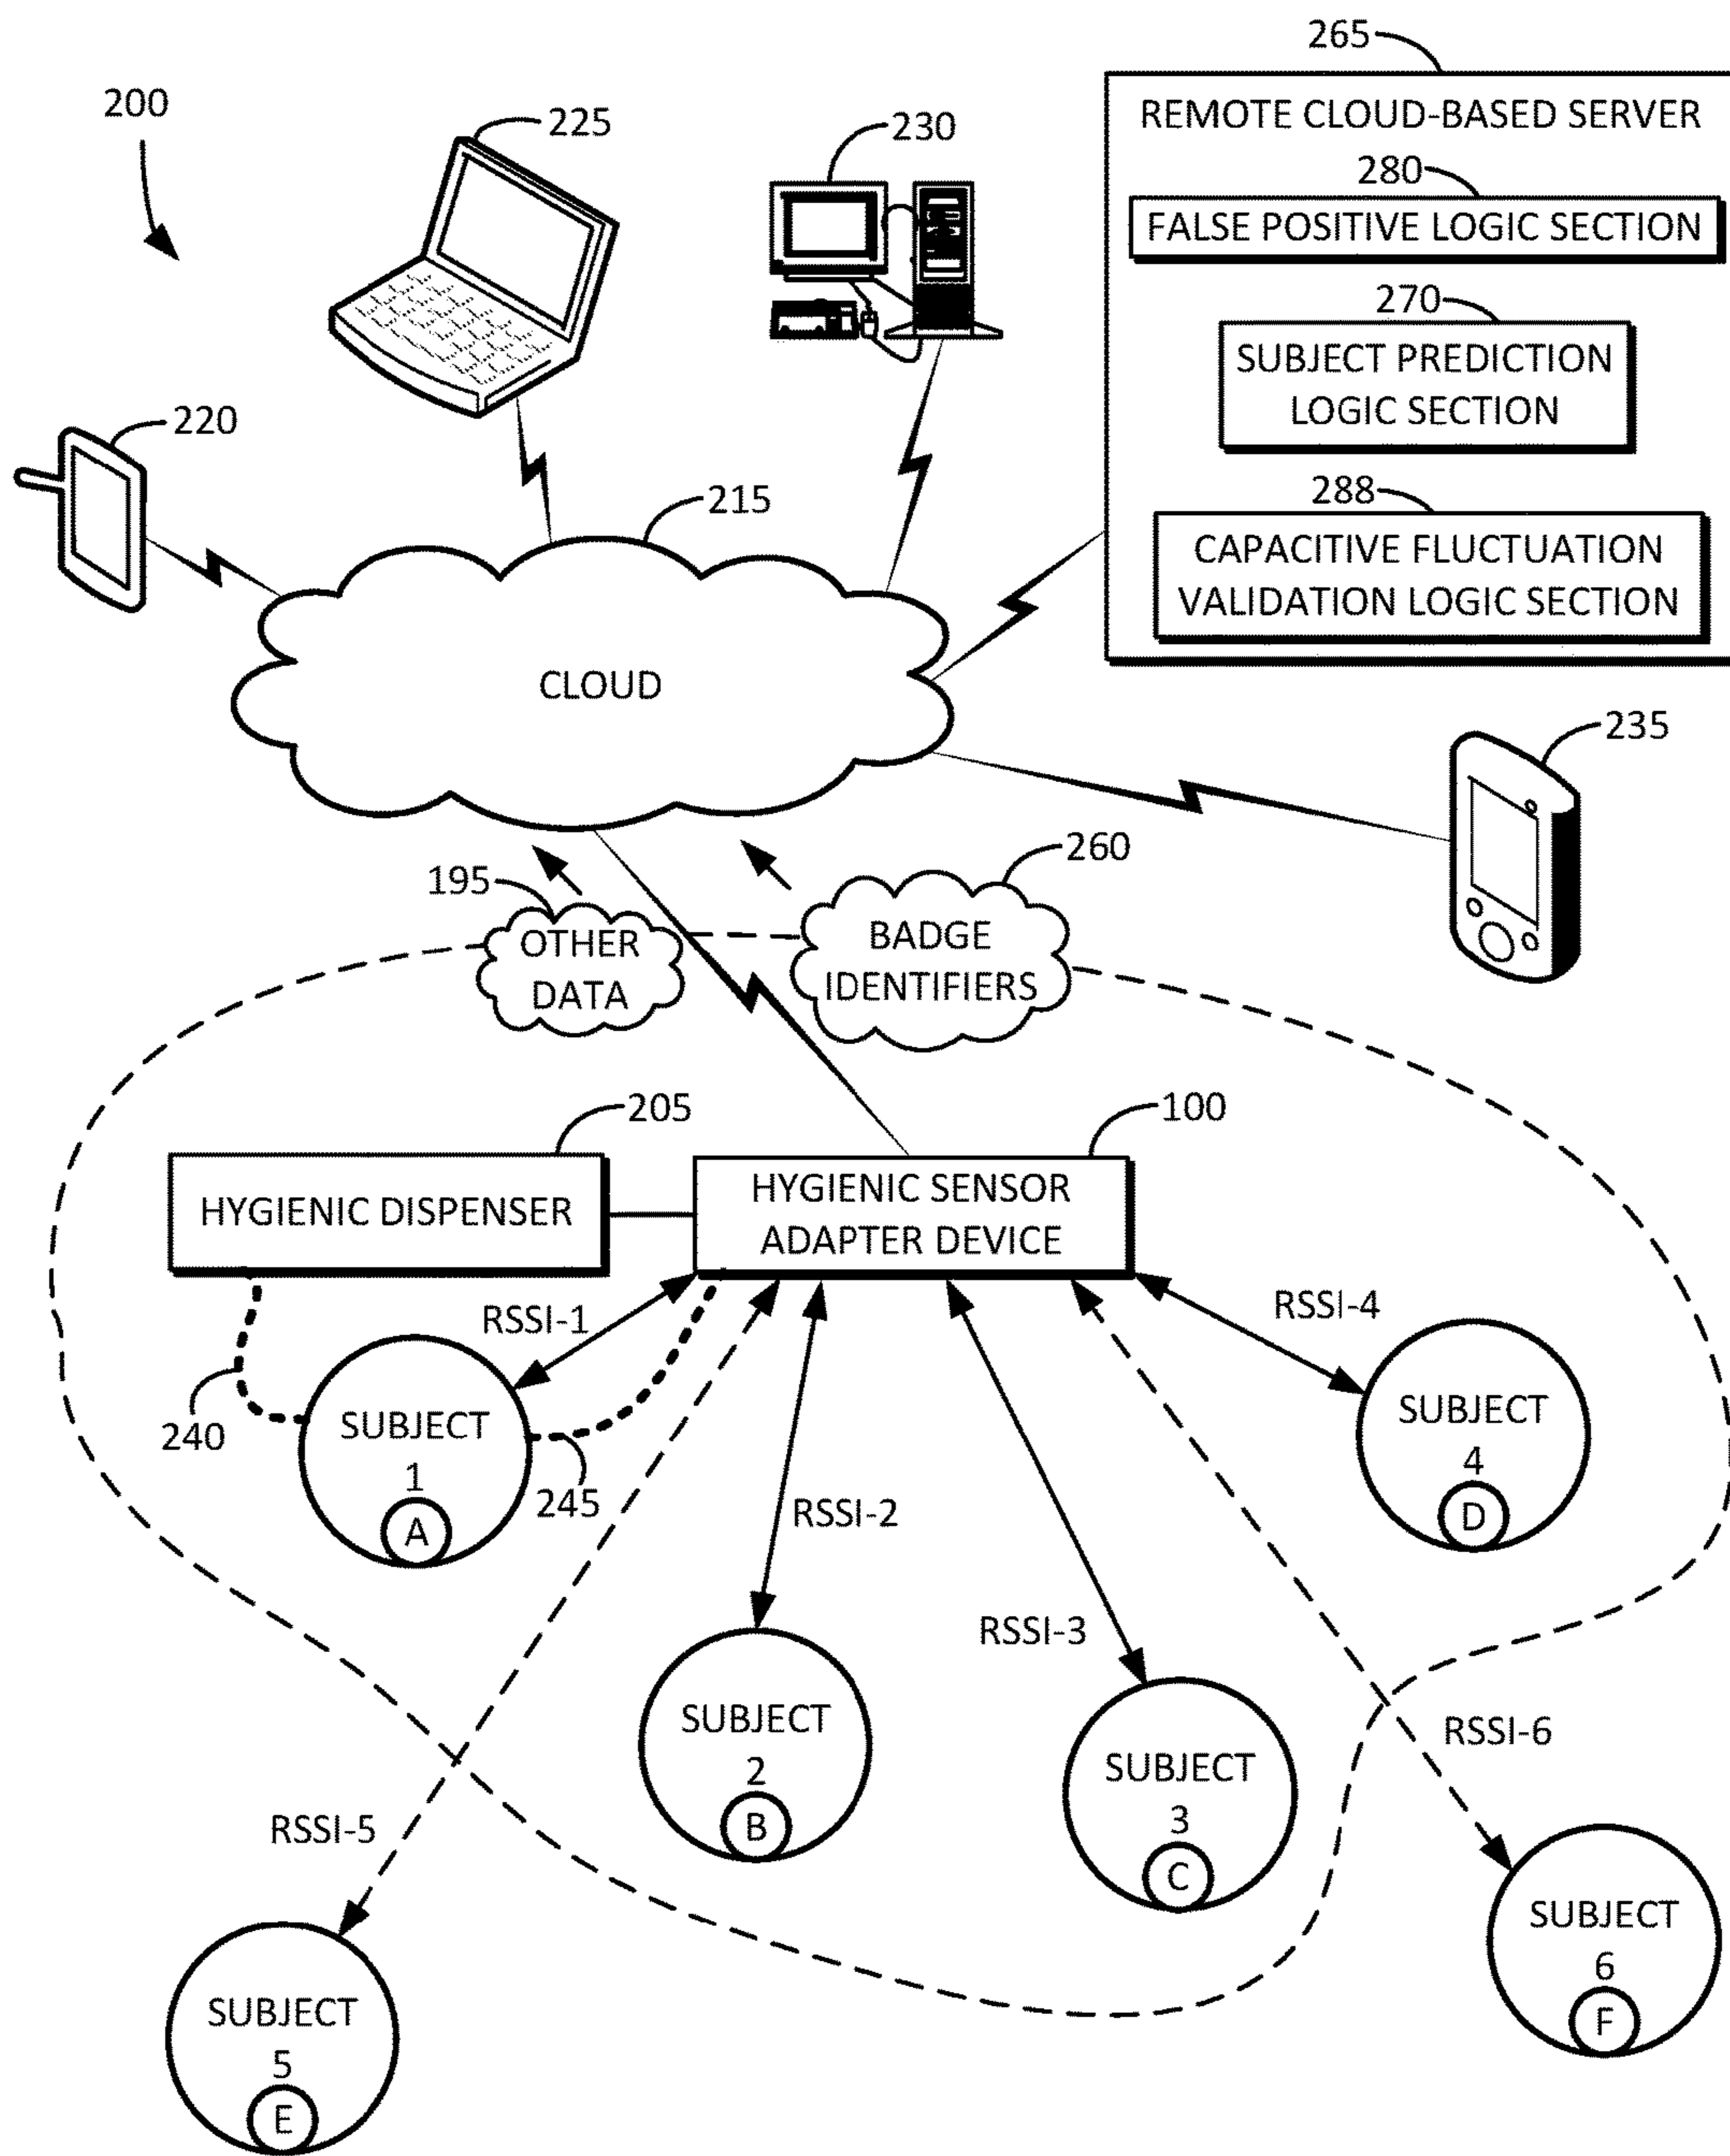 265
200
225
230
REMOTE CLOUD-BASED SERVER
280
FALSE POSITIVE LOGIC SECTION
270
SUBJECT PREDICTION
LOGIC SECTION
220
215
288
CAPACITIVE FLUCTUATION
VALIDATION LOGIC SECTION
CLOUD
235
195
260
OTHER
DATA
BADGE
IDENTIFIERS
205
100
HYGIENIC DISPENSER
HYGIENIC SENSOR
ADAPTER DEVICE
RSSI-1
RSSI-4
240
SUBJECT
1
A
245
SUBJECT
4
D
RSSI-2
RSSI-3
SUBJECT
2
B
SUBJECT
3
C
RSSI-6
RSSI-5
SUBJECT
6
F
SUBJECT
5
E